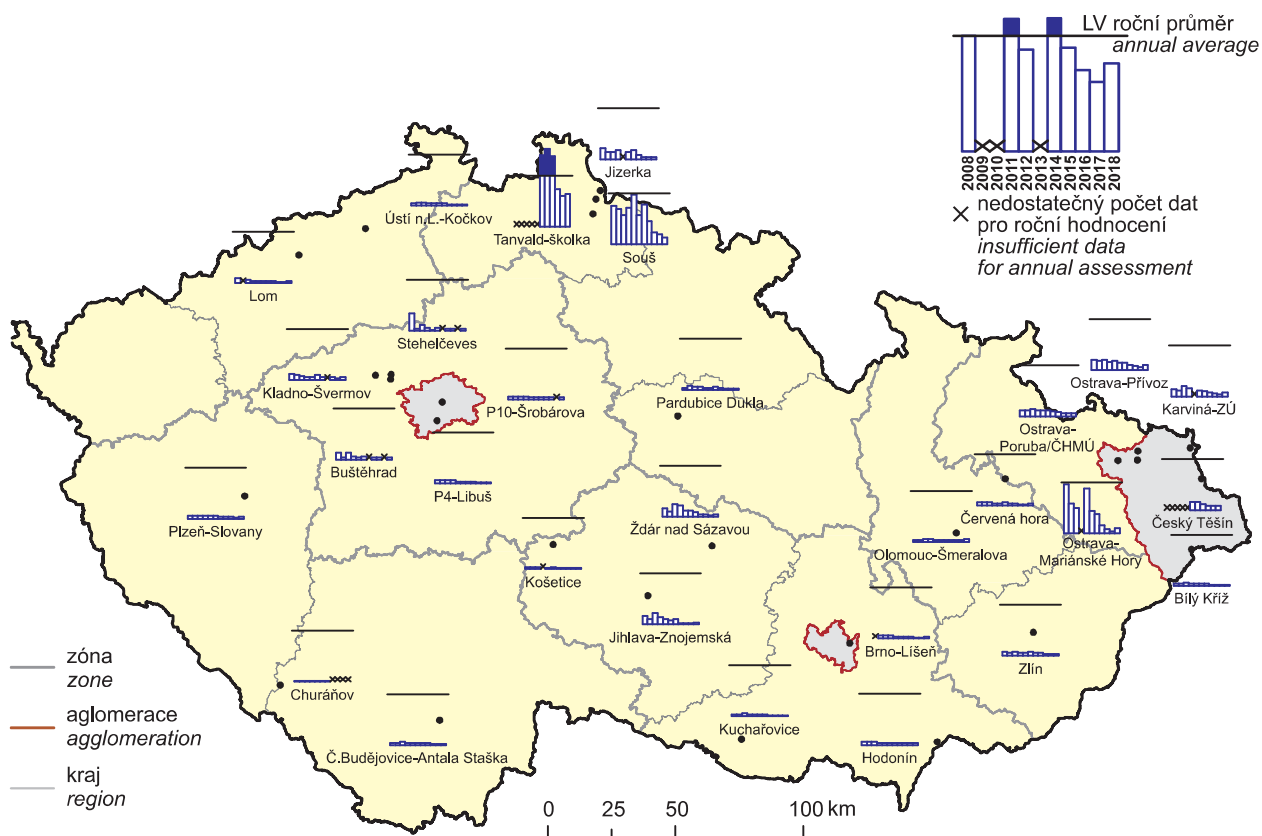 LV roční průměr
annual average
2008
2009
2010
2011
2012
2013
2014
2015
2016
2017
2018
nedostatečný počet dat
pro roční hodnocení
insufficient data
for annual assessment
Jizerka
Ústí n.L.-Kočkov
Tanvald-školka
Souš
Lom
Stehelčeves
Kladno-Švermov
P10-Šrobárova
Pardubice Dukla
Ostrava-Přívoz
Karviná-ZÚ
Ostrava-
Poruba/ČHMÚ
Buštěhrad
P4-Libuš
Plzeň-Slovany
Ždár nad Sázavou
Červená hora
Český Těšín
Olomouc-Šmeralova
Ostrava-
Mariánské Hory
Košetice
Bílý Kříž
Jihlava-Znojemská
Brno-Líšeň
Zlín
Churáňov
Kuchařovice
Č.Budějovice-Antala Staška
Hodonín
zóna
zone
aglomerace
agglomeration
kraj
region
0 25 50 100 km